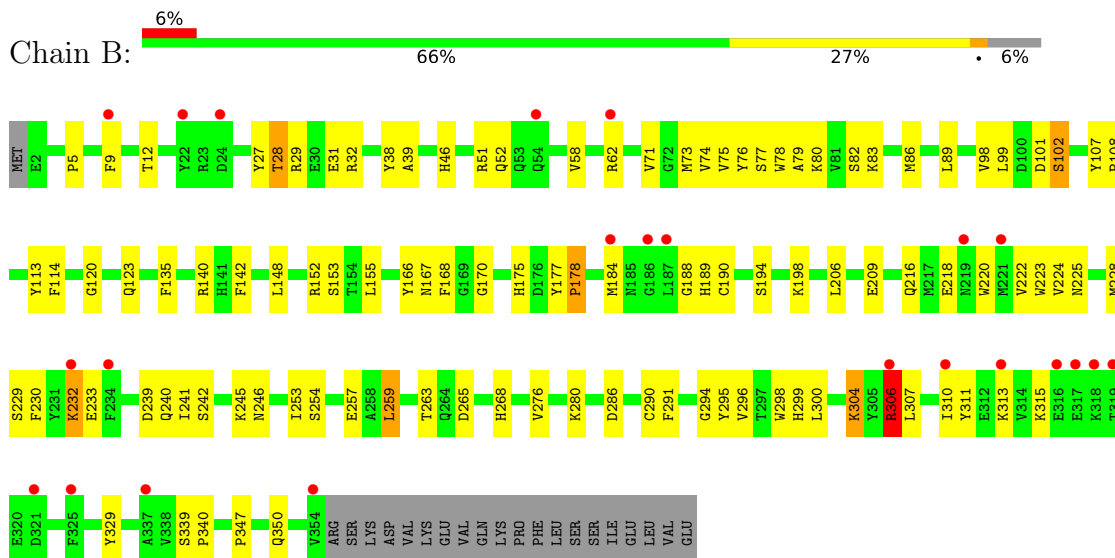 6%
Chain B:
66% 27% • 6%
MET E2 P5 F9 T12 Y22 R23 D24 Y27 T28 R29 E30 E31 R32 Y38 A39 H46 R51 Q52 Q53 Q54 V58 R62 V71 G72 M73 V74 V75 Y76 S77 W78 A79 K80 V81 S82 K83 M86 L89 V98 L99 D100 D101 S102 Y107
Y113 F114 G120 Q123 F135 R140 H141 F142 L148 R152 S153 T154 L155 Y166 N167 F168 G169 G170 H175 D176 Y177 P178 M184 N185 G186 L187 G188 H189 C190 S194 K198 L206 E209 Q216 M217 E218 N219 W220 M221 V222 W223 V224 N225
S229 F230 Y231 K232 E233 F234 D239 Q240 I241 S242 K245 N246 I253 S254 E257 A258 L259 T263 Q264 D265 H268 V276 K280 D286 C290 F291 G294 Y295 V296 T297 W298 H299 L300 K304 Y305 R306 E307 I310 Y311 E312 K313 V314 K315 E316 E317 K318 T319
E320 D321 F325 Y329 A337 V338 S339 P340 P347 Q350 V354 ARG SER LYS ASP VAL LYS GLU VAL GLN LYS PRO PHE LEU SER SER ILE GLU LEU VAL GLU